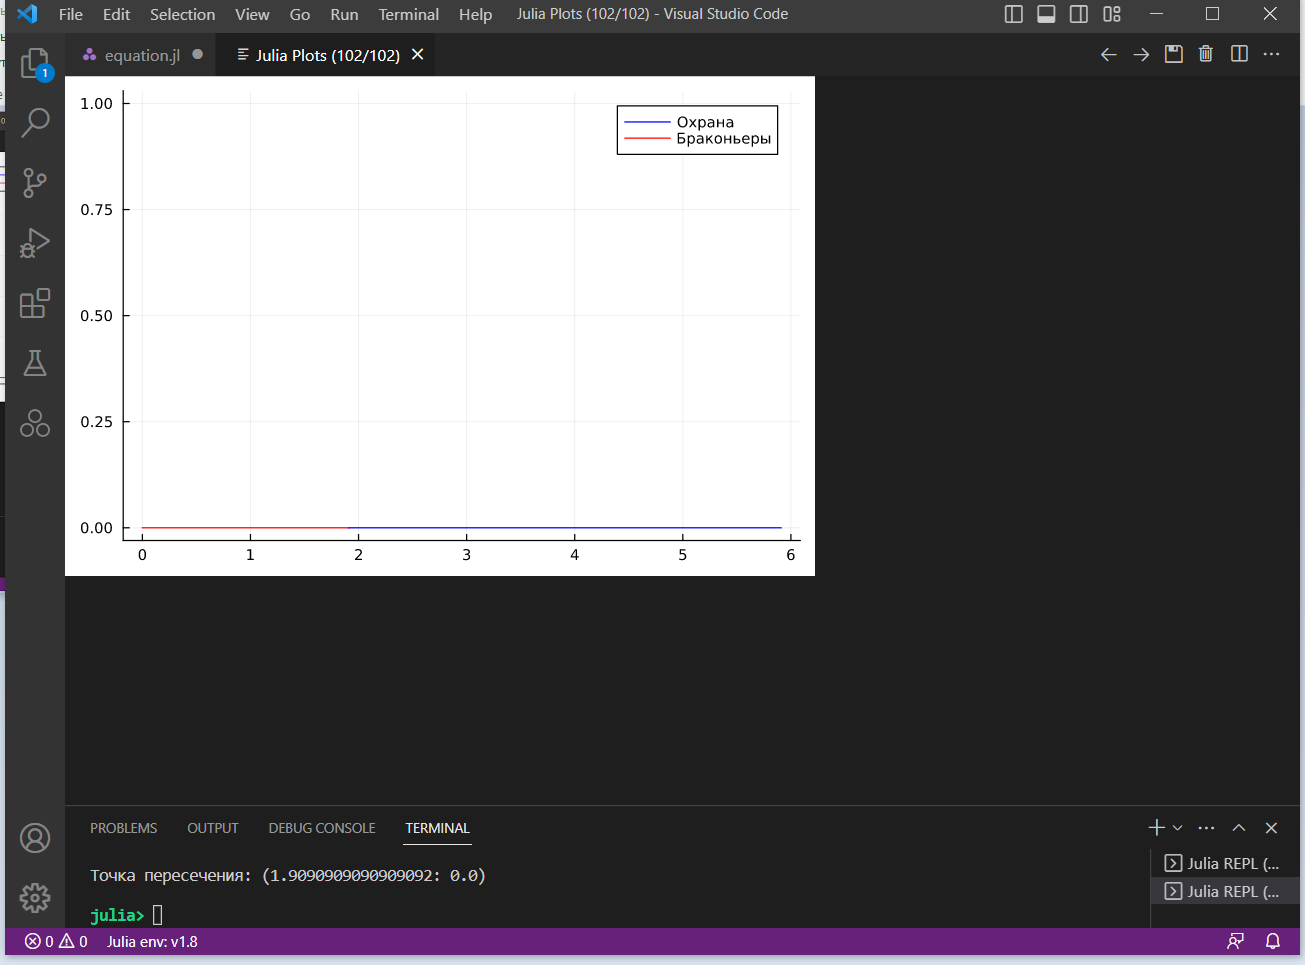 File Edit Selection View Go Run Terminal Help Julia Plots (102/102) - Visual Studio Code
equation.jl Julia Plots (102/102)
1
1.00
Охрана
Браконьеры
0.75
0.50
0.25
0.00
0 1 2 3 4 5 6
PROBLEMS OUTPUT DEBUG CONSOLE TERMINAL
Точка пересечения: (1.9090909090909092: 0.0)
Julia REPL (...
Julia REPL (...
julia>
0 0 Julia env: v1.8